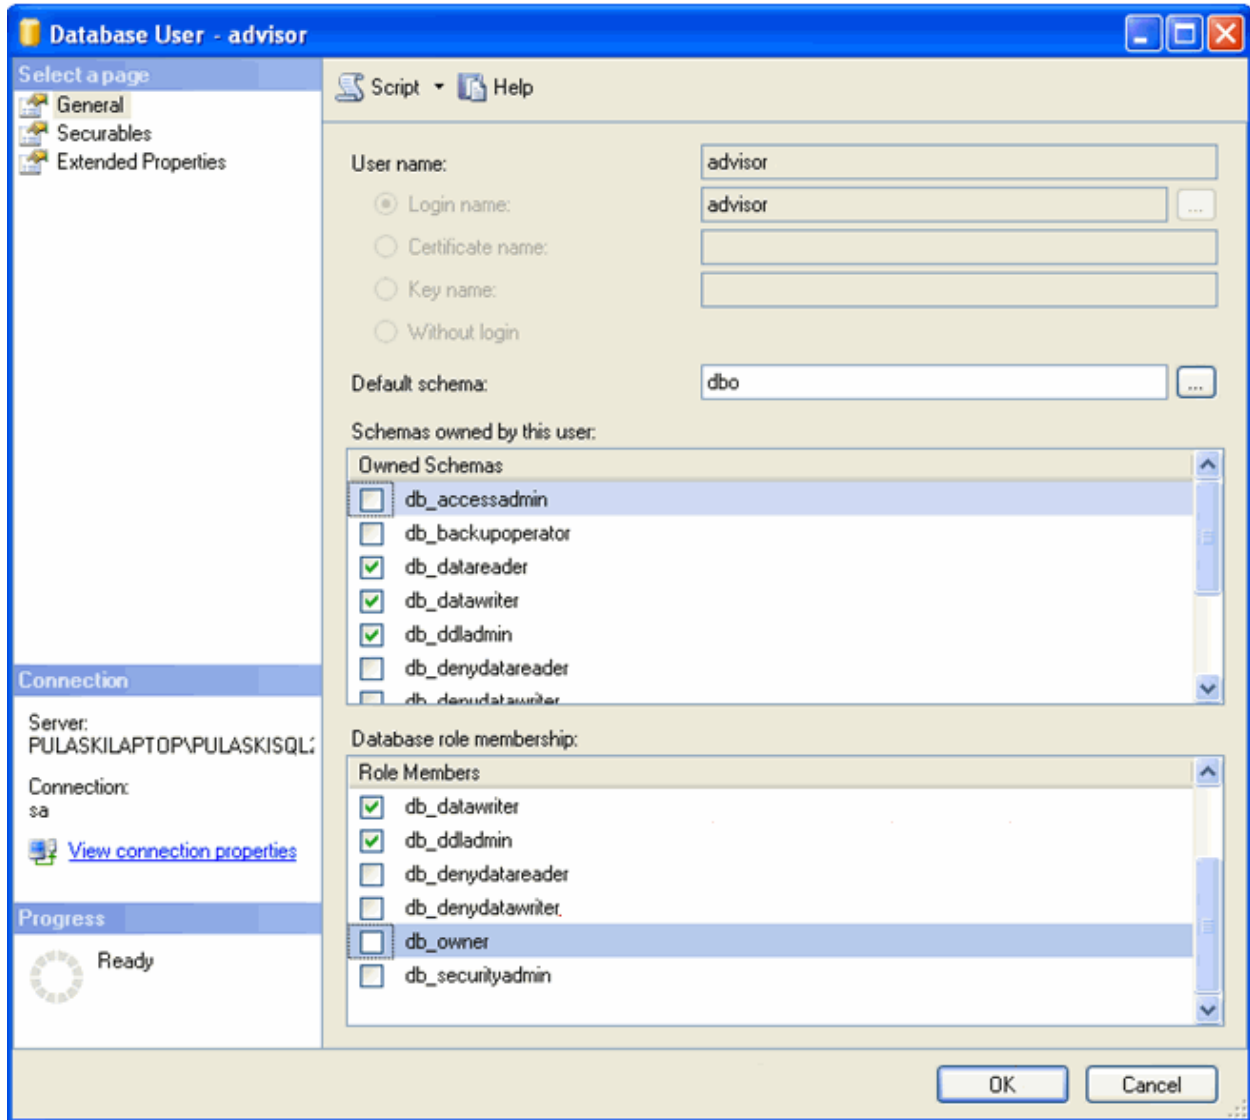 Database User - advisor
Select a page
General
Securables
Extended Properties
Script Help
User name: advisor
Login name: advisor ...
Certificate name:
Key name:
Without login
Default schema: dbo ...
Schemas owned by this user:
Owned Schemas
db_accessadmin
db_backupoperator
db_datareader
db_datawriter
db_ddladmin
db_denydatareader
db_denydatawriter
Database role membership:
Role Members
db_datawriter
db_ddladmin
db_denydatareader
db_denydatawriter
db_owner
db_securityadmin
Connection
Server:
PULASKILAPTOP\PULASKISQL2
Connection:
sa
View connection properties
Progress
Ready
OK Cancel